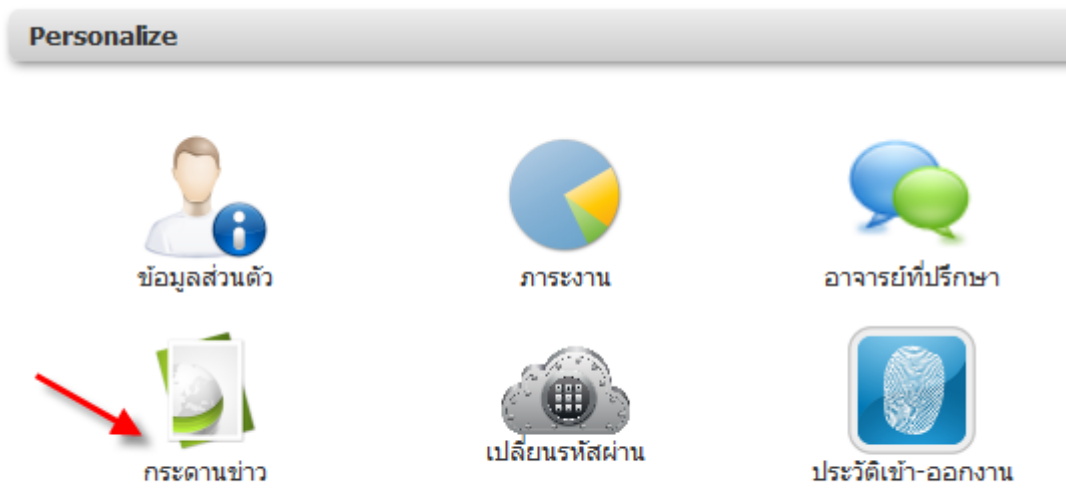 Personalize
ข้อมูลส่วนตัว
ภาระงาน
อาจารย์ที่ปรึกษา
กระดานข่าว
เปลี่ยนรหัสผ่าน
ประวัติเข้า-ออกงาน